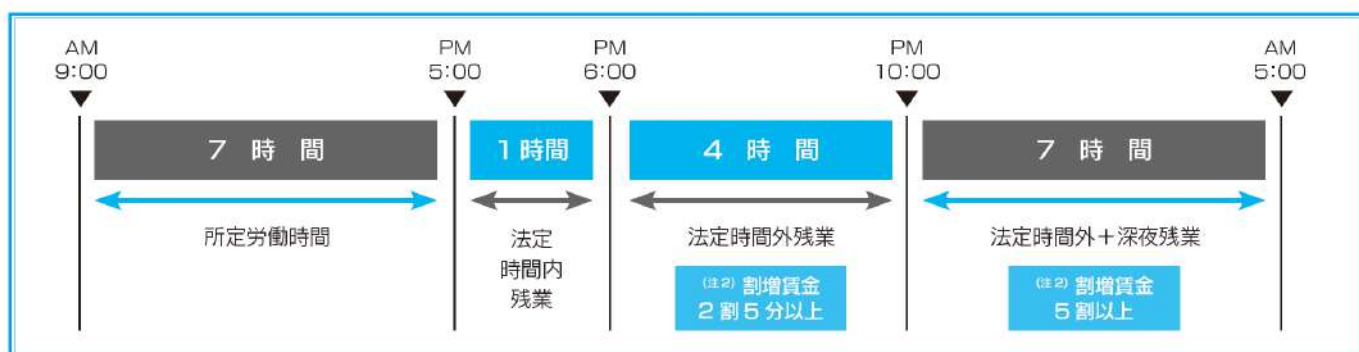 AM
9:00
PM
5:00
PM
6:00
PM
10:00
AM
5:00
7 時 間
1時間
4 時 間
7 時 間
所定労働時間
法定
時間内
残業
法定時間外残業
法定時間外＋深夜残業
(注2) 割増賃金
2割5分以上
(注2) 割増賃金
5割以上